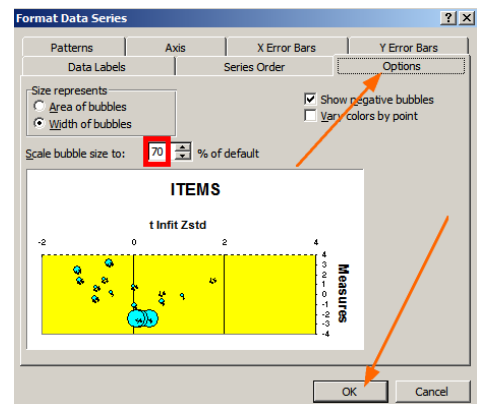 Format Data Series ? X
Patterns Axis X Error Bars Y Error Bars
Data Labels Series Order Options
Size represents
Area of bubbles
Width of bubbles
Show negative bubbles
Vary colors by point
Scale bubble size to: 70 % of default
ITEMS
t Infit Zstd
-2 0 2 4
4
3
2
1
0
-1
-2
-3
-4
Measures
OK Cancel